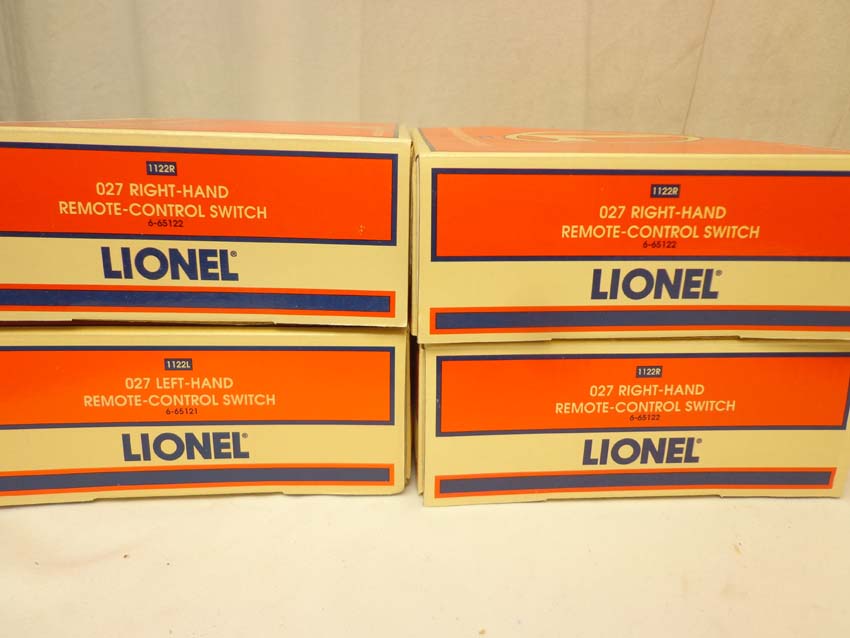 1122R
027 RIGHT-HAND
REMOTE-CONTROL SWITCH
6-65122
LIONEL®
1122R
027 RIGHT-HAND
REMOTE-CONTROL SWITCH
6-65122
LIONEL®
1122L
027 LEFT-HAND
REMOTE-CONTROL SWITCH
6-65121
LIONEL®
1122R
027 RIGHT-HAND
REMOTE-CONTROL SWITCH
6-65122
LIONEL®